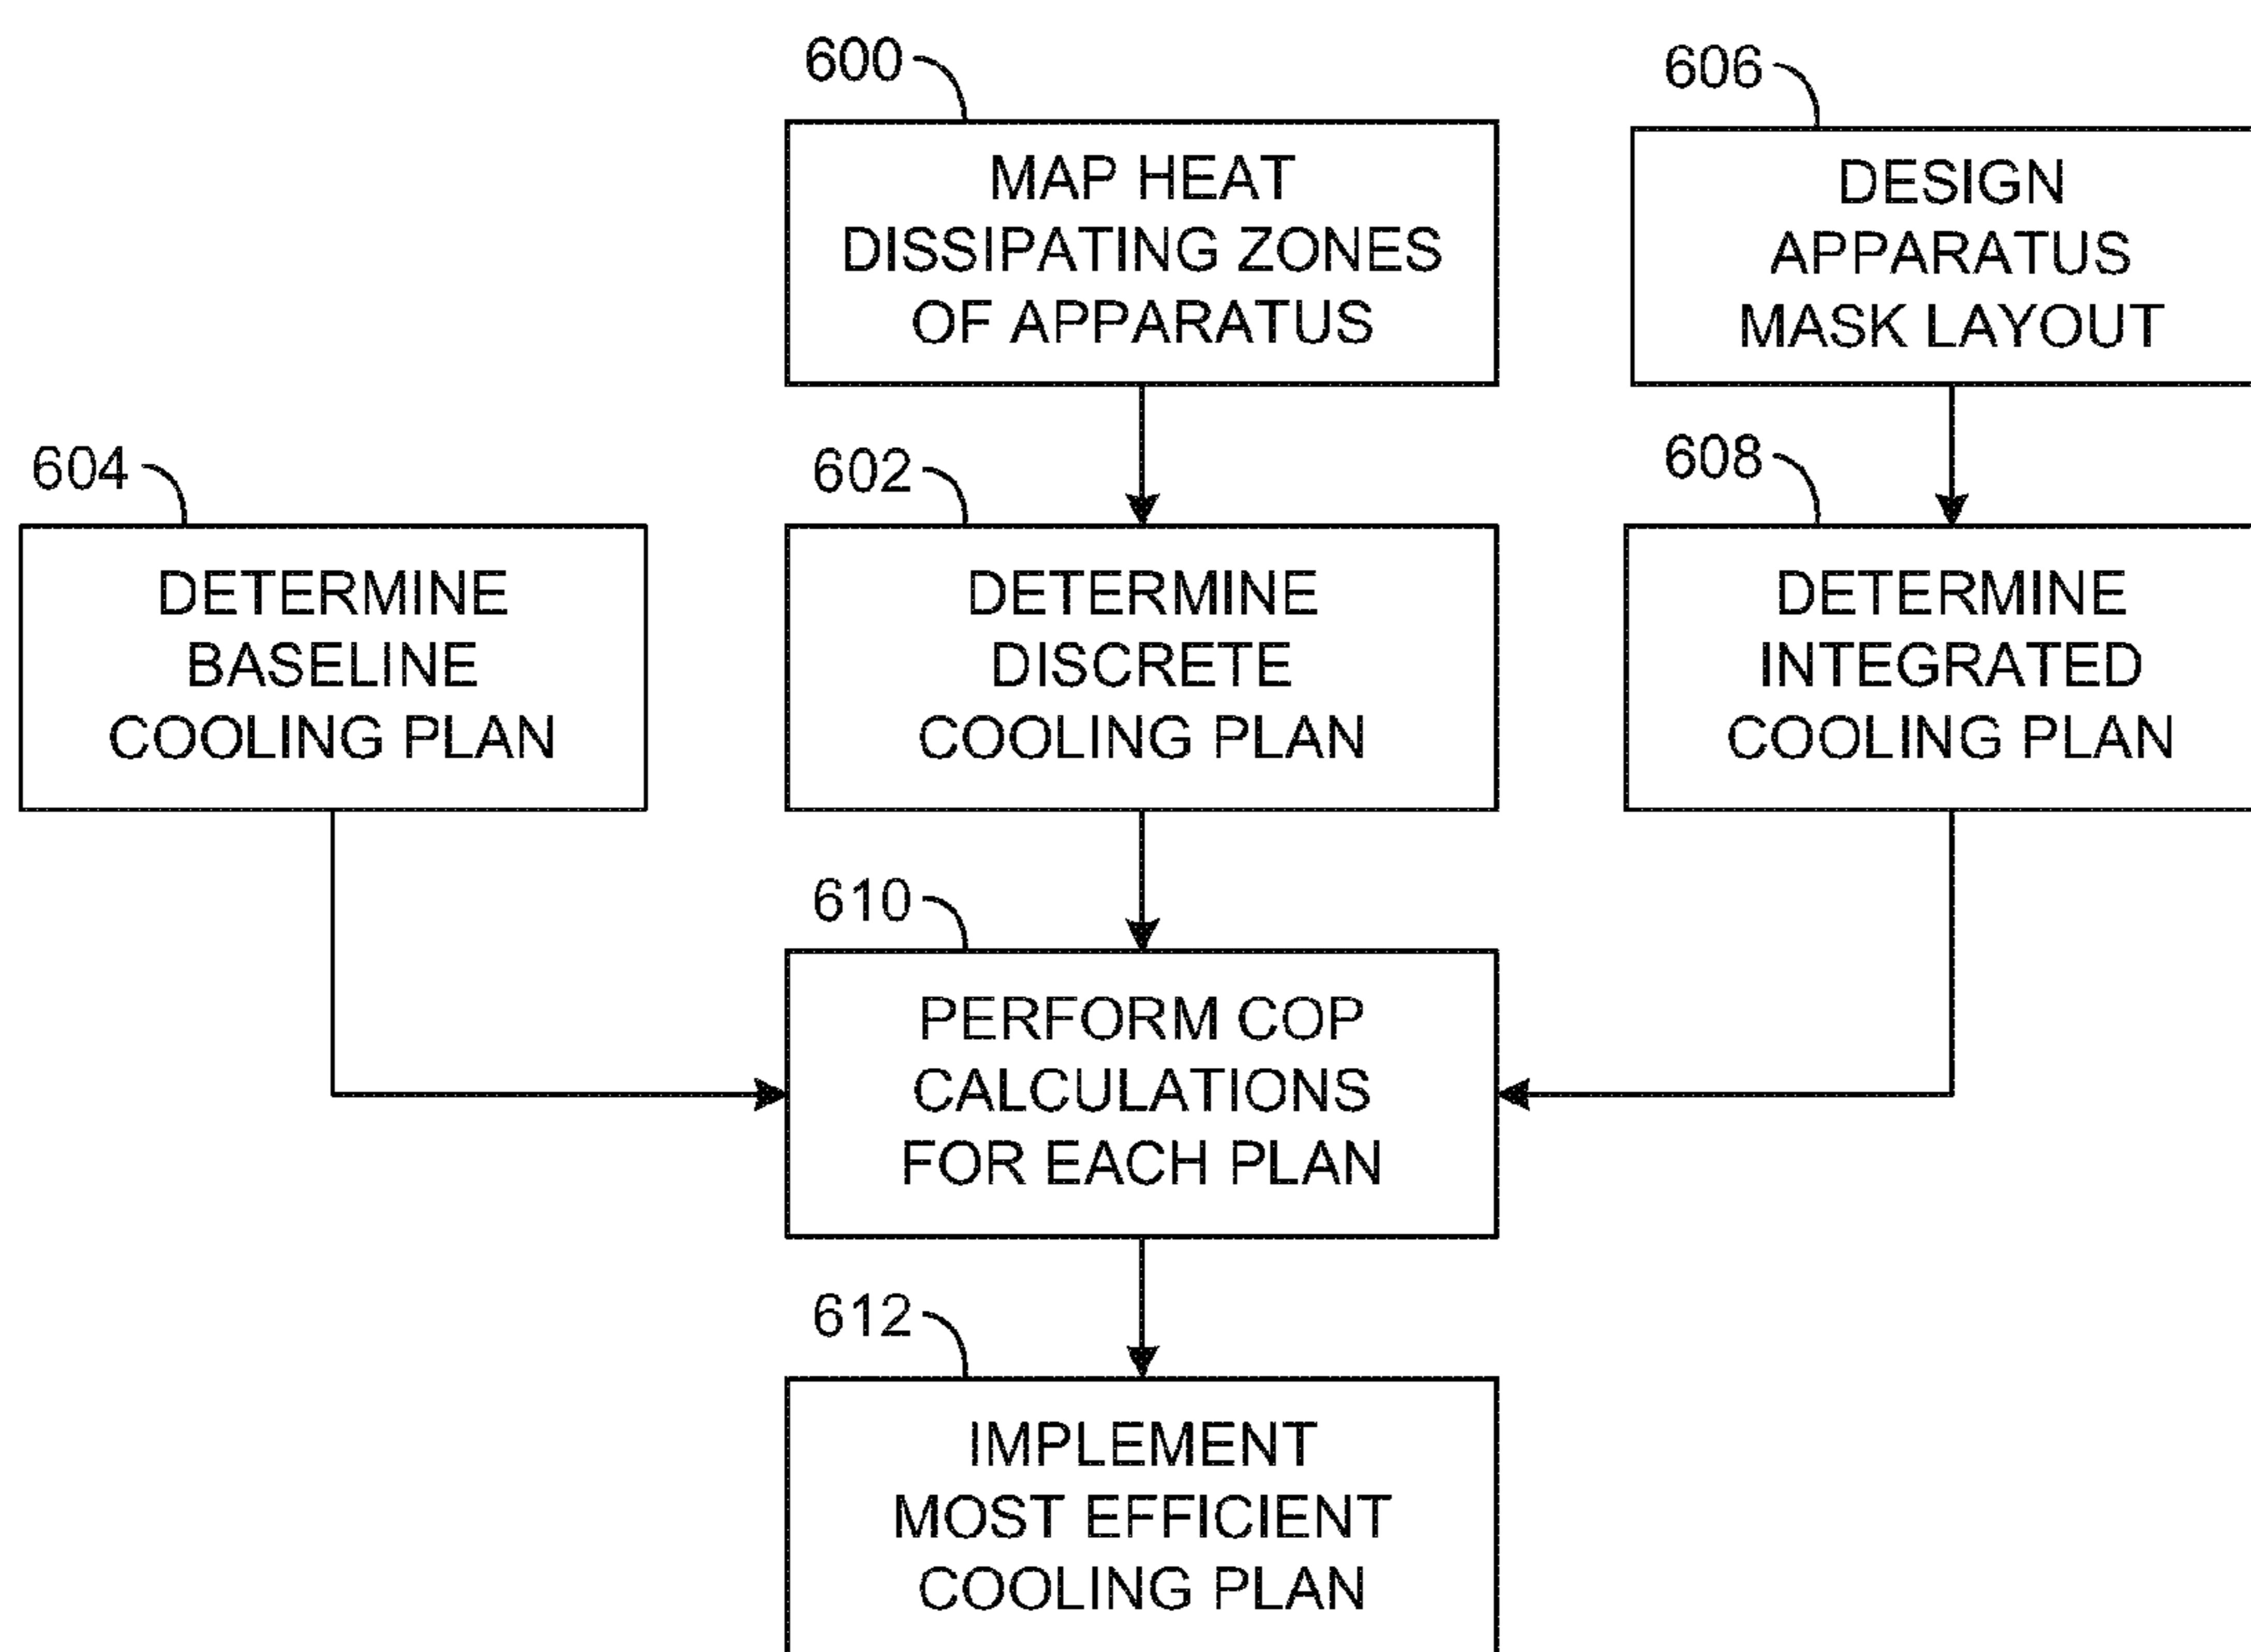 600
MAP HEAT
DISSIPATING ZONES
OF APPARATUS
606
DESIGN
APPARATUS
MASK LAYOUT
604
DETERMINE
BASELINE
COOLING PLAN
602
DETERMINE
DISCRETE
COOLING PLAN
608
DETERMINE
INTEGRATED
COOLING PLAN
610
PERFORM COP
CALCULATIONS
FOR EACH PLAN
612
IMPLEMENT
MOST EFFICIENT
COOLING PLAN